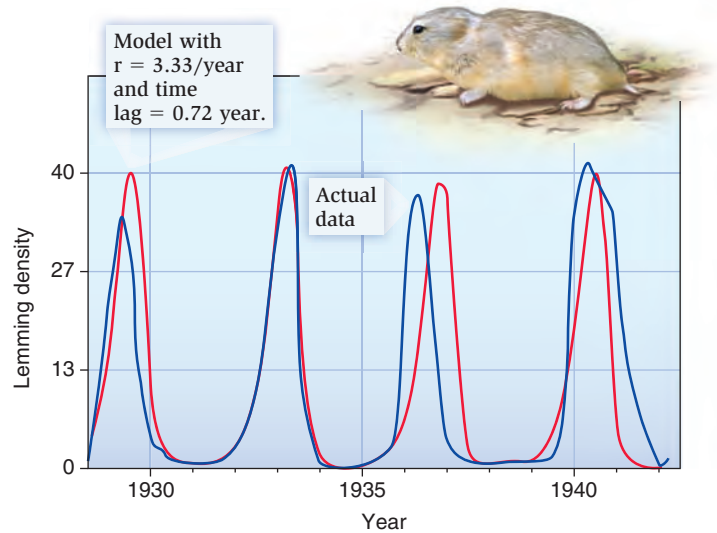 Model with
r = 3.33/year
and time
lag = 0.72 year.
Actual
data
Lemming density
40
27
13
0
1930
1935
1940
Year